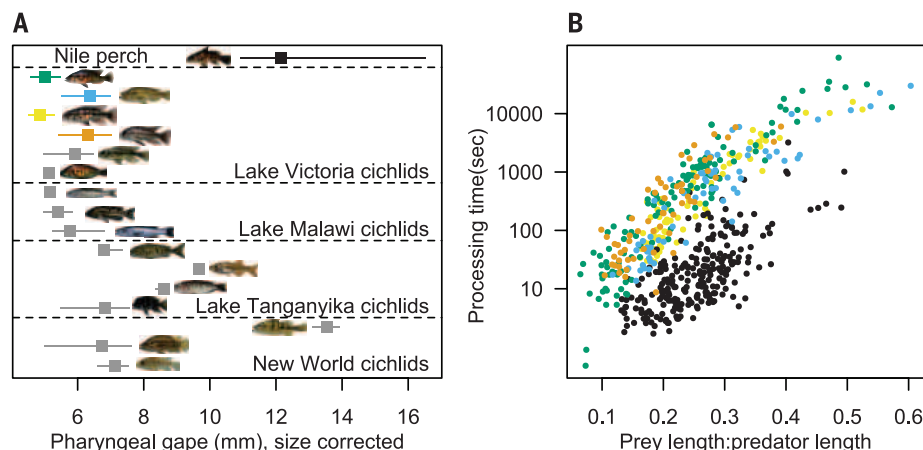 A
Nile perch
Lake Victoria cichlids
Lake Malawi cichlids
Lake Tanganyika cichlids
New World cichlids
6 8 10 12 14 16
Pharyngeal gape (mm), size corrected
B
Processing time(sec)
10000
1000
100
10
0.1 0.2 0.3 0.4 0.5 0.6
Prey length:predator length